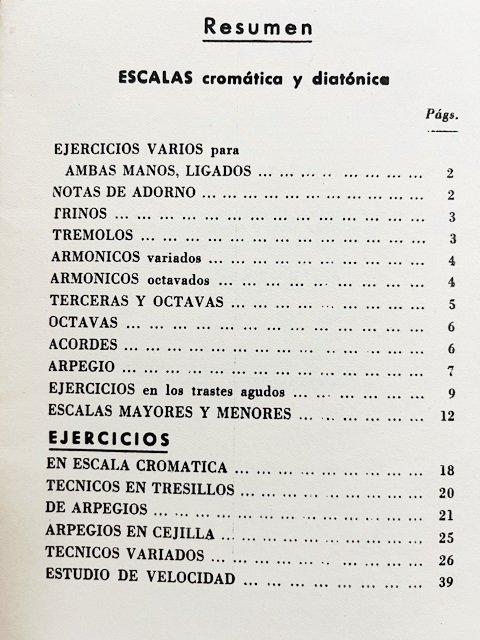 Resumen
ESCALAS cromática y diatónica
Págs.
EJERCICIOS VARIOS para
AMBAS MANOS, LIGADOS ... ... ... ... ... ... ... ... 2
NOTAS DE ADORNO ... ... ... ... ... ... ... ... ... ... 2
TRINOS ... ... ... ... ... ... ... ... ... ... ... ... ... ... 3
TREMOLOS ... ... ... ... ... ... ... ... ... ... ... ... ... 3
ARMONICOS variados ... ... ... ... ... ... ... ... ... ... 4
ARMONICOS octavados ... ... ... ... ... ... ... ... ... 4
TERCERAS Y OCTAVAS ... ... ... ... ... ... ... ... ... 5
OCTAVAS ... ... ... ... ... ... ... ... ... ... ... ... ... ... 6
ACORDES ... ... ... ... ... ... ... ... ... ... ... ... ... ... 6
ARPEGIO ... ... ... ... ... ... ... ... ... ... ... ... ... ... 7
EJERCICIOS en los trastes agudos ... ... ... ... ... ... 9
ESCALAS MAYORES Y MENORES ... ... ... ... ... ... 12
EJERCICIOS
EN ESCALA CROMATICA ... ... ... ... ... ... ... ... 18
TECNICOS EN TRESILLOS ... ... ... ... ... ... ... ... 20
DE ARPEGIOS ... ... ... ... ... ... ... ... ... ... ... ... 21
ARPEGIOS EN CEJILLA ... ... ... ... ... ... ... ... ... 25
TECNICOS VARIADOS ... ... ... ... ... ... ... ... ... 26
ESTUDIO DE VELOCIDAD ... ... ... ... ... ... ... ... 39